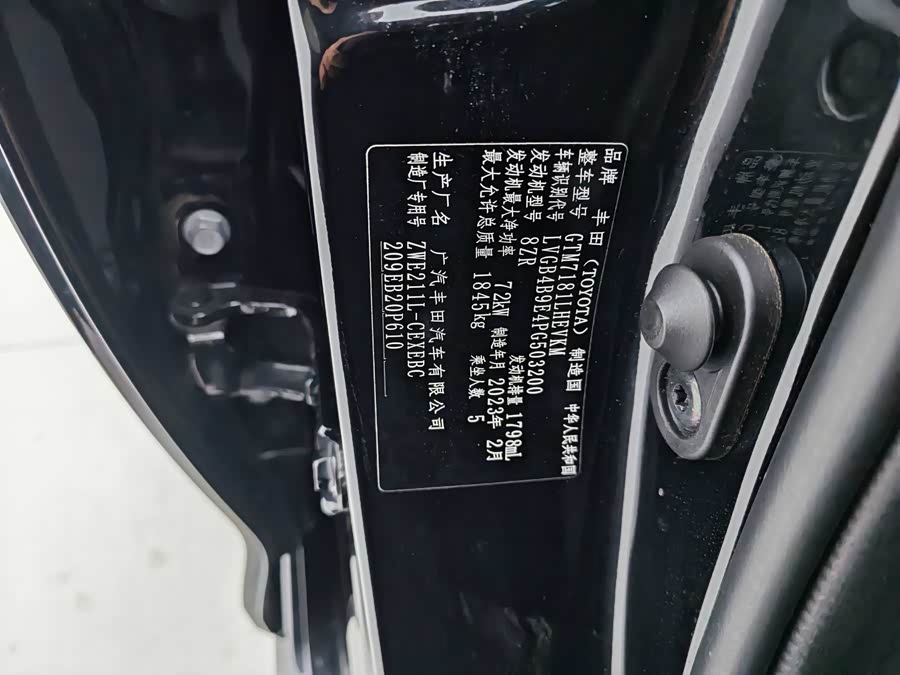 品牌 丰田(TOYOTA) 制造国 中华人民共和国
整车型号 GTM7181LHEVKM
车辆识别代号 LVGB4B9E4PG503200
发动机型号 8ZR 发动机排量 1798mL
发动机最大净功率 72kW 制造年月 2023年 2月
最大允许总质量 1845kg 乘坐人数 5
生产厂名 广汽丰田汽车有限公司
制造厂专用号 ZWE211L-CEXEBC
209EB20P610